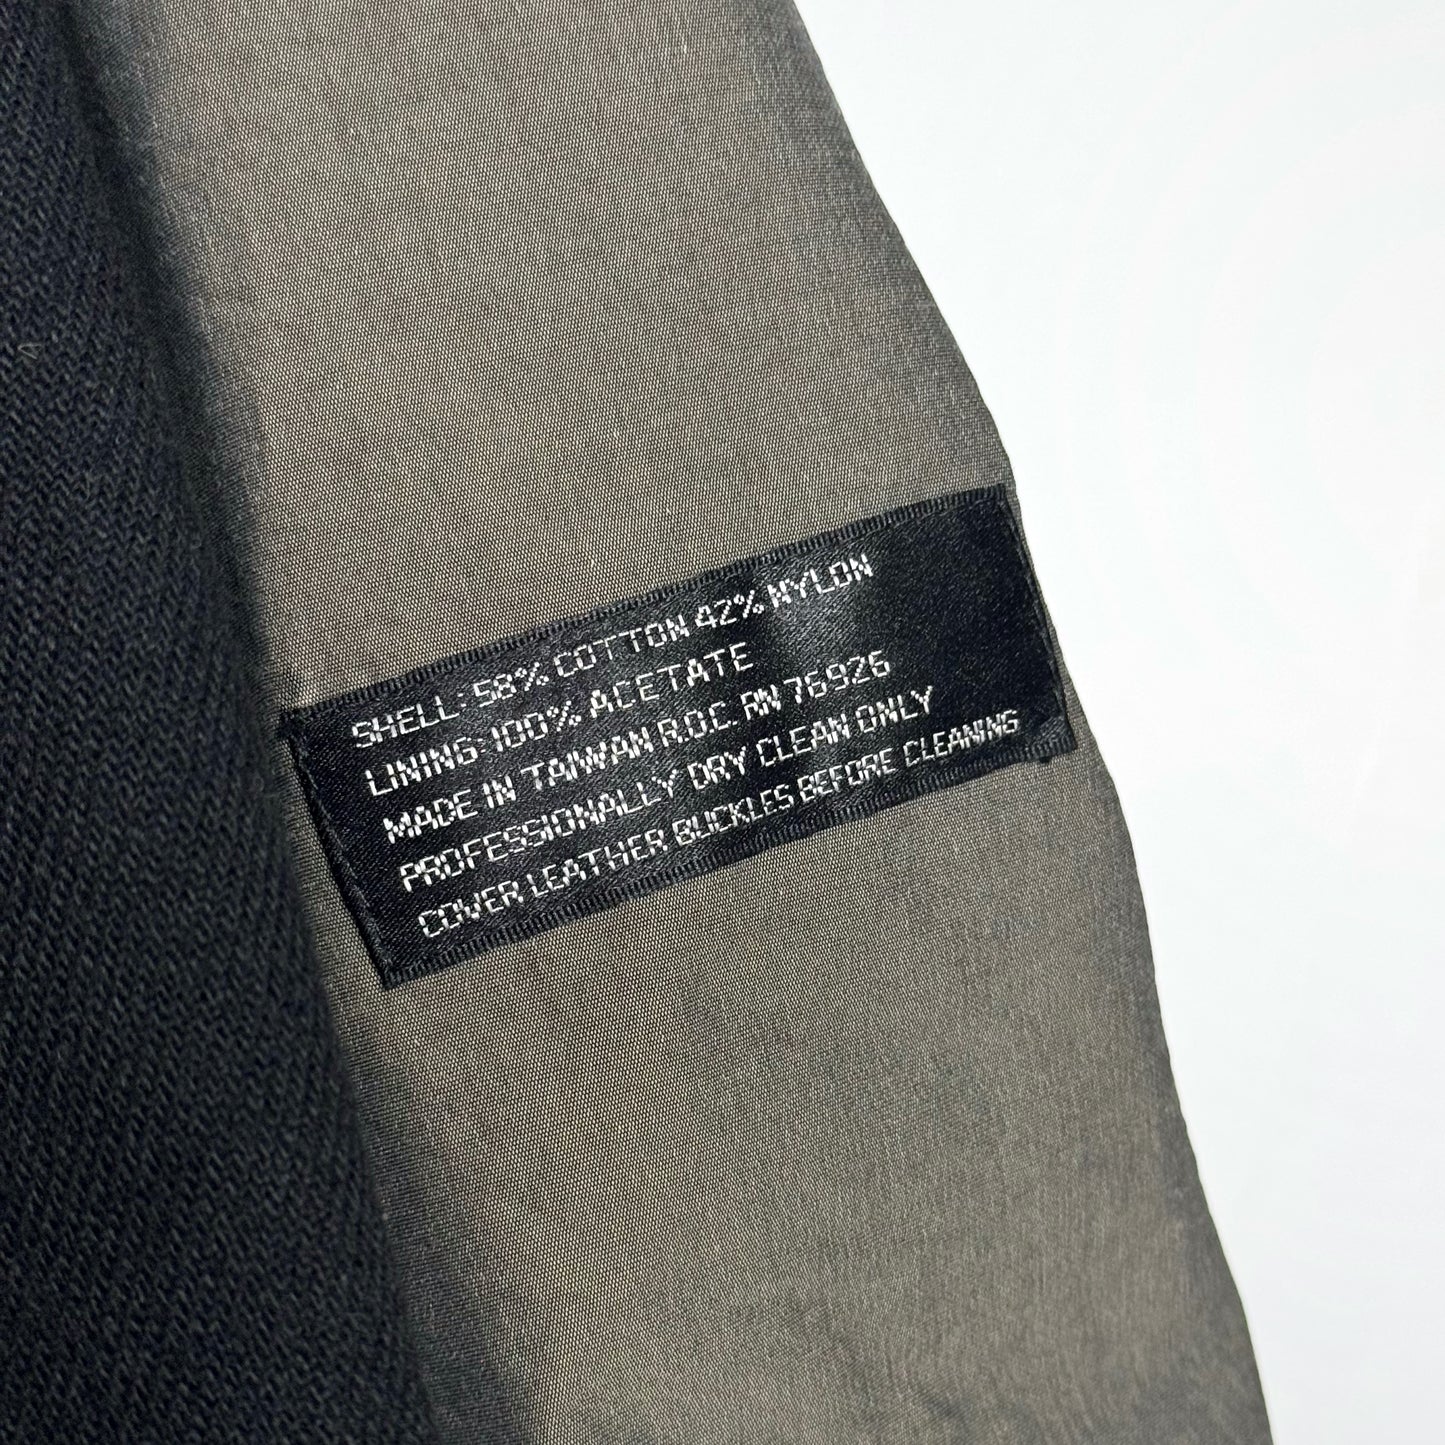 SHELL: 58% COTTON 42% NYLON
LINING: 100% ACETATE
MADE IN TAIWAN R.O.C. RN 76926
PROFESSIONALLY DRY CLEAN ONLY
COVER LEATHER BUCKLES BEFORE CLEANING